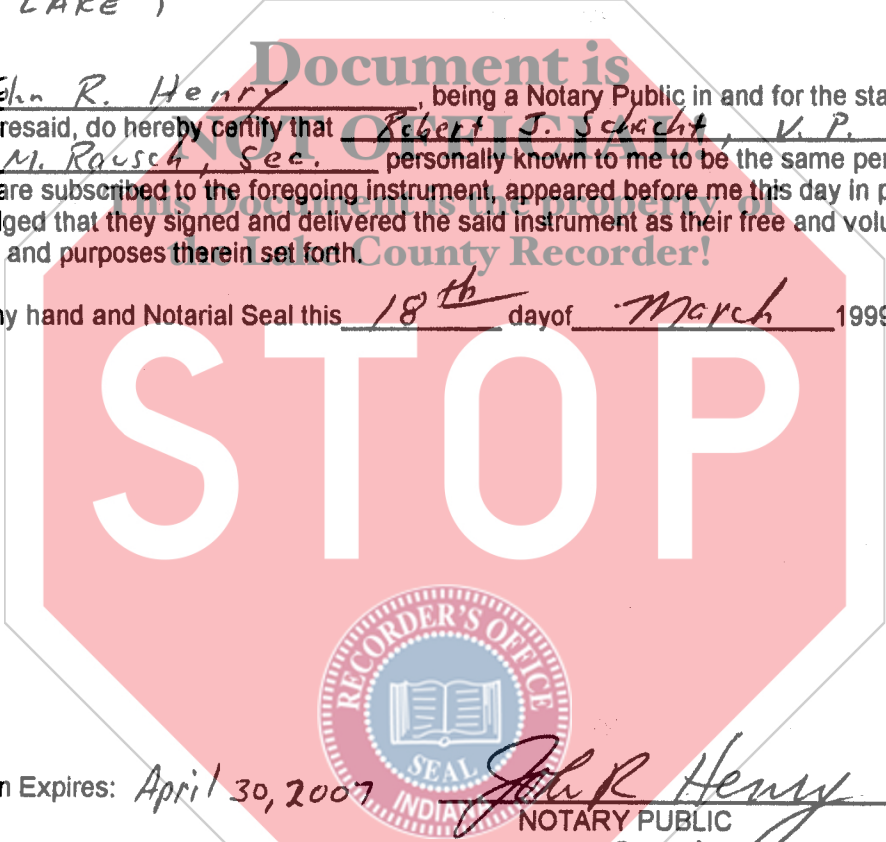 LAKE )
Document is
hn R. Henry, being a Notary Public in and for the sta
resaid, do hereby certify that Robert J. Schacht, V. P.
NOT OFFICIAL!
M. Rausch, Sec. personally known to me to be the same per
are subscribed to the foregoing instrument, appeared before me this day in p
This Document is the property of
ged that they signed and delivered the said instrument as their free and volu
and purposes therein set forth.
the Lake County Recorder!
y hand and Notarial Seal this 18th dayof March 1999
STOP
RECORDER'S OFFICE
SEAL
INDIANA
n Expires: April 30, 2007 John R Henry
NOTARY PUBLIC